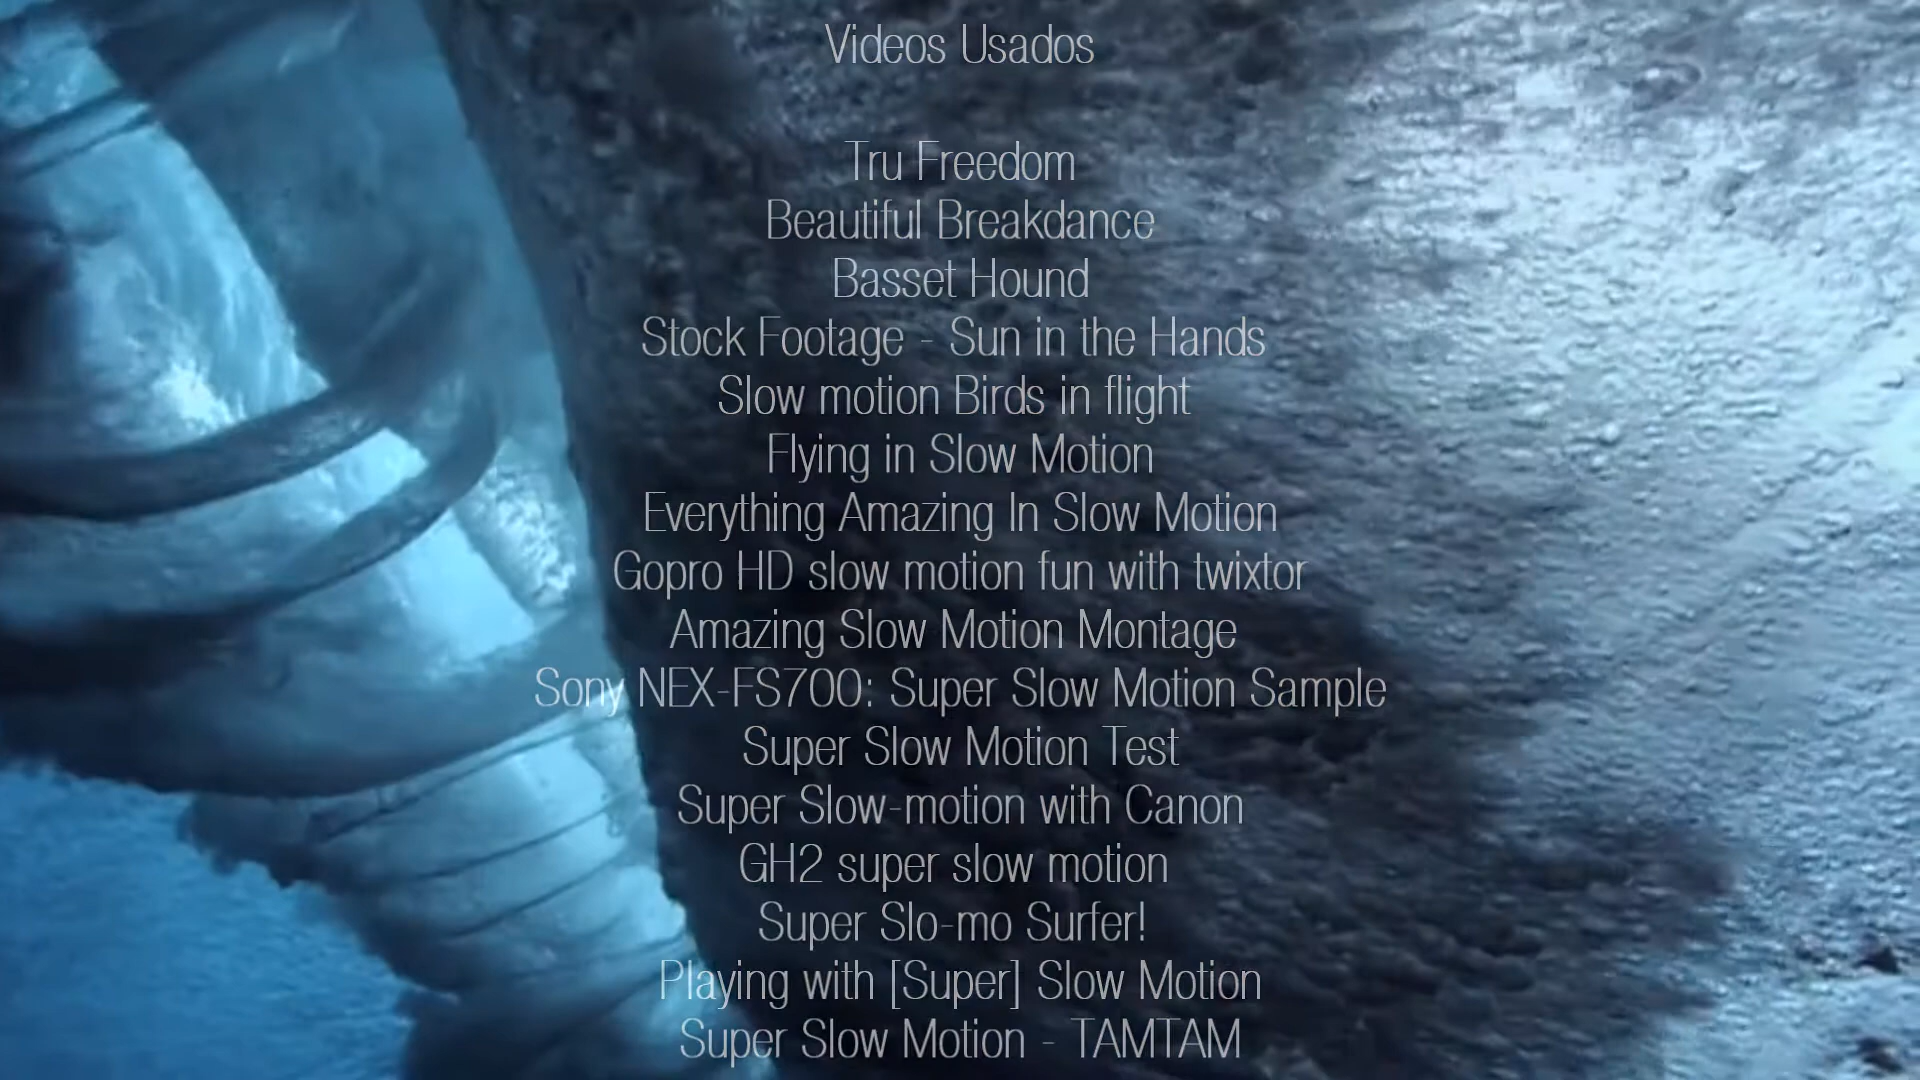 Videos Usados
Tru Freedom
Beautiful Breakdance
Basset Hound
Stock Footage - Sun in the Hands
Slow motion Birds in flight
Flying in Slow Motion
Everything Amazing In Slow Motion
Gopro HD slow motion fun with twixtor
Amazing Slow Motion Montage
Sony NEX-FS700: Super Slow Motion Sample
Super Slow Motion Test
Super Slow-motion with Canon
GH2 super slow motion
Super Slo-mo Surfer!
Playing with [Super] Slow Motion
Super Slow Motion - TAMTAM